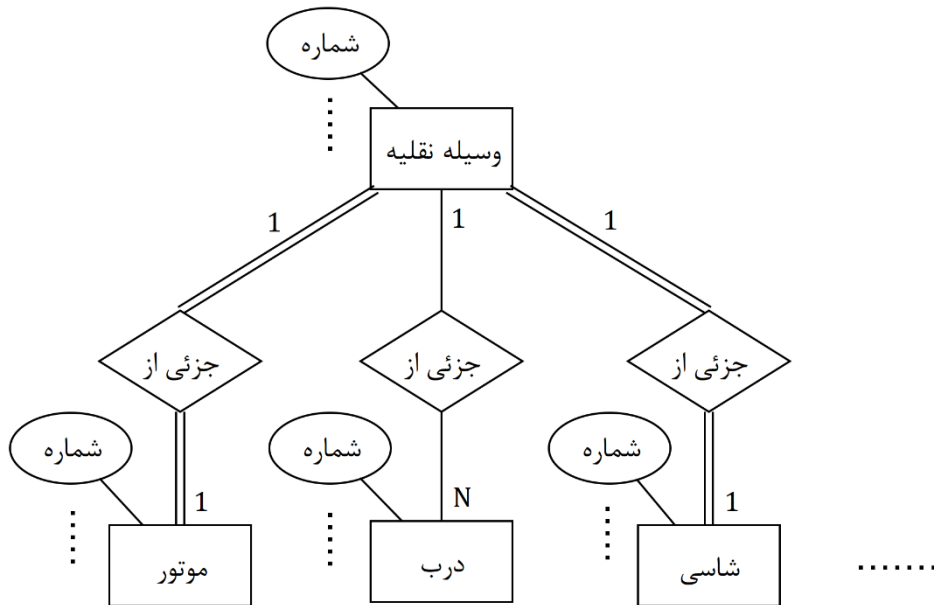 شماره
وسیله نقلیه
1
1
1
جزئی از
جزئی از
جزئی از
شماره
شماره
شماره
1
N
1
شاسی
درب
موتور